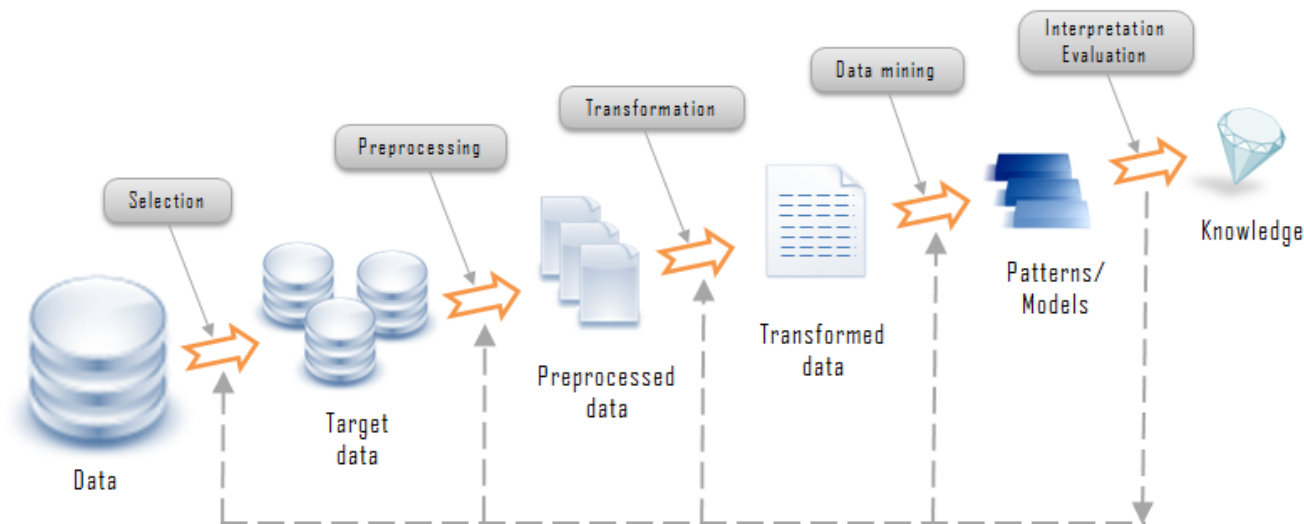 Interpretation
Evaluation
Data mining
Transformation
Preprocessing
Selection
Knowledge
Patterns/
Models
Transformed
data
Preprocessed
data
Target
data
Data